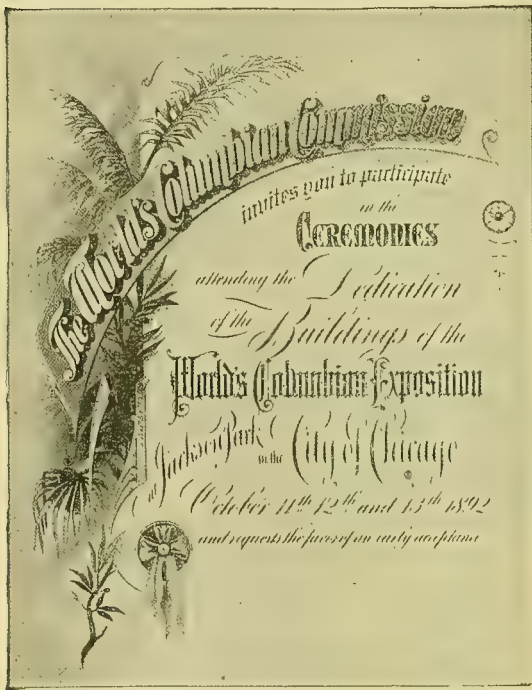 The World's Columbian Commission
invites you to participate
in the
CEREMONIES
attending the Dedication
of the Buildings of the
World's Columbian Exposition
at Jackson Park in the City of Chicago
October 11th 12th and 13th 1892
and requests the favor of an early acceptance